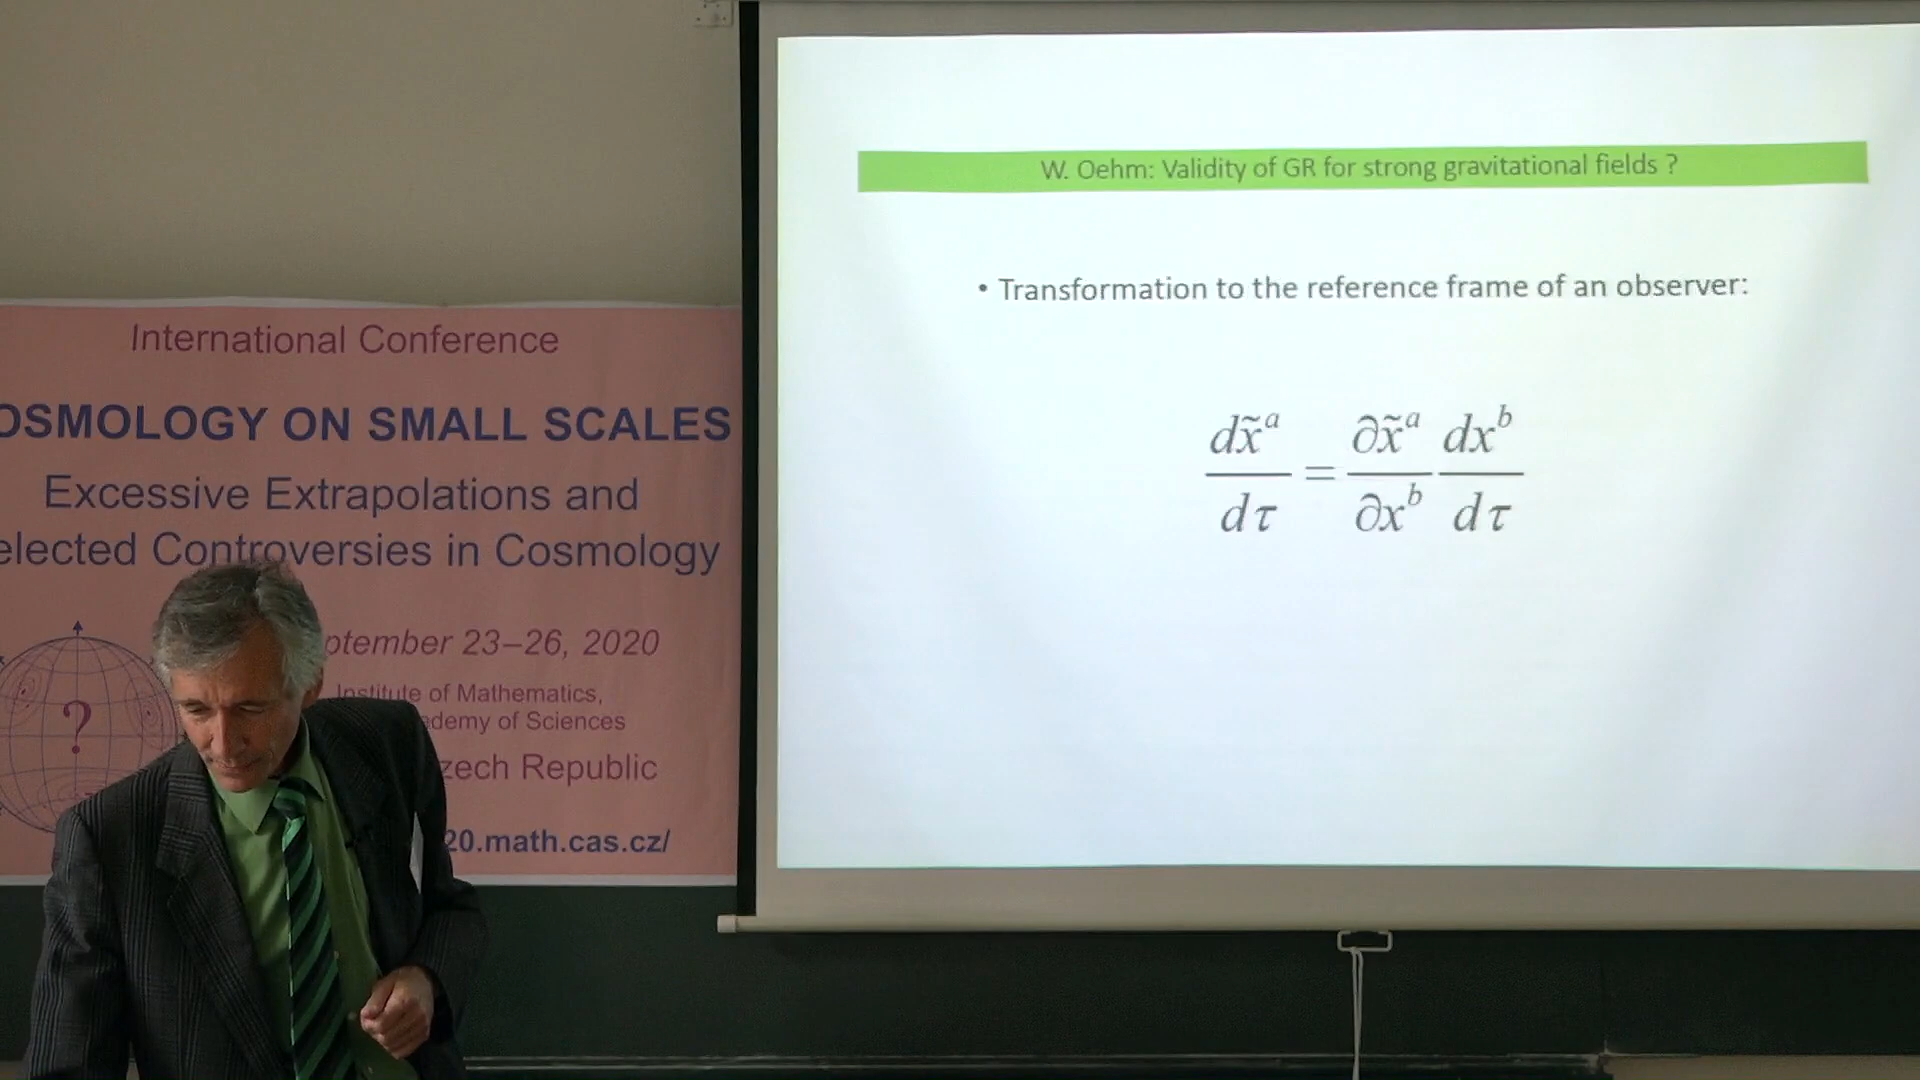 International Conference
OSMOLOGY ON SMALL SCALES
Excessive Extrapolations and
elected Controversies in Cosmology
ptember 23–26, 2020
Institute of Mathematics,
ademy of Sciences
zech Republic
20.math.cas.cz/
?
W. Oehm: Validity of GR for strong gravitational fields ?
• Transformation to the reference frame of an observer:
dx̃^a/dτ = ∂x̃^a/∂x^b dx^b/dτ